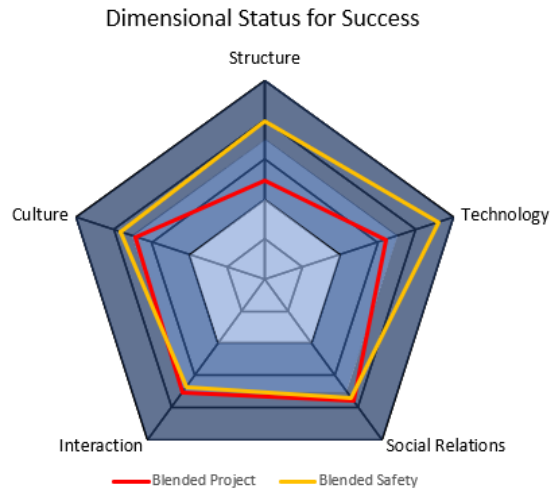 Dimensional Status for Success
Structure
Culture
Technology
Interaction
Social Relations
Blended Project
Blended Safety